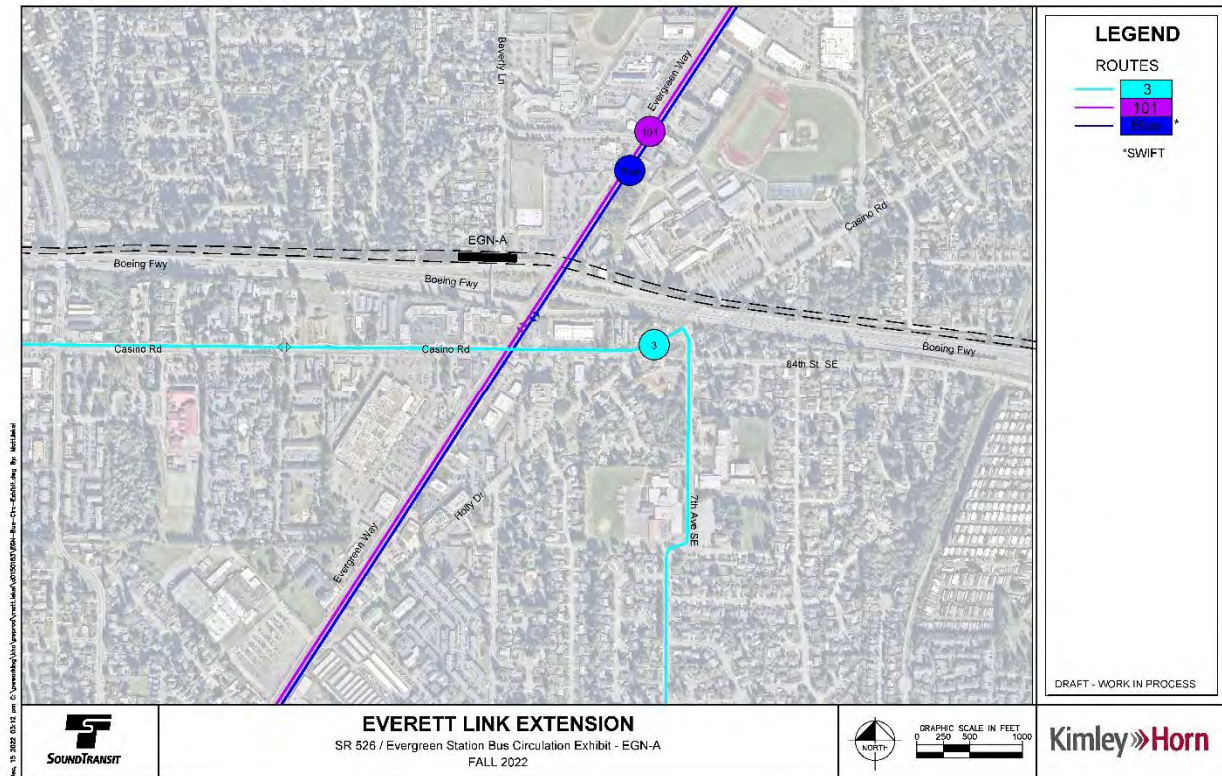 Beverly Ln
Evergreen Way
101
Casino Rd
EGN-A
Boeing Fwy
Boeing Fwy
Casino Rd
Casino Rd
3
84th St SE
Boeing Fwy
Holly Dr
7th Ave SE
Evergreen Way
LEGEND
ROUTES
3
101
Blue *
*SWIFT
DRAFT - WORK IN PROCESS
SOUNDTRANSIT
EVERETT LINK EXTENSION
SR 526 / Evergreen Station Bus Circulation Exhibit - EGN-A
FALL 2022
NORTH
GRAPHIC SCALE IN FEET
0 250 500 1000
Kimley»Horn